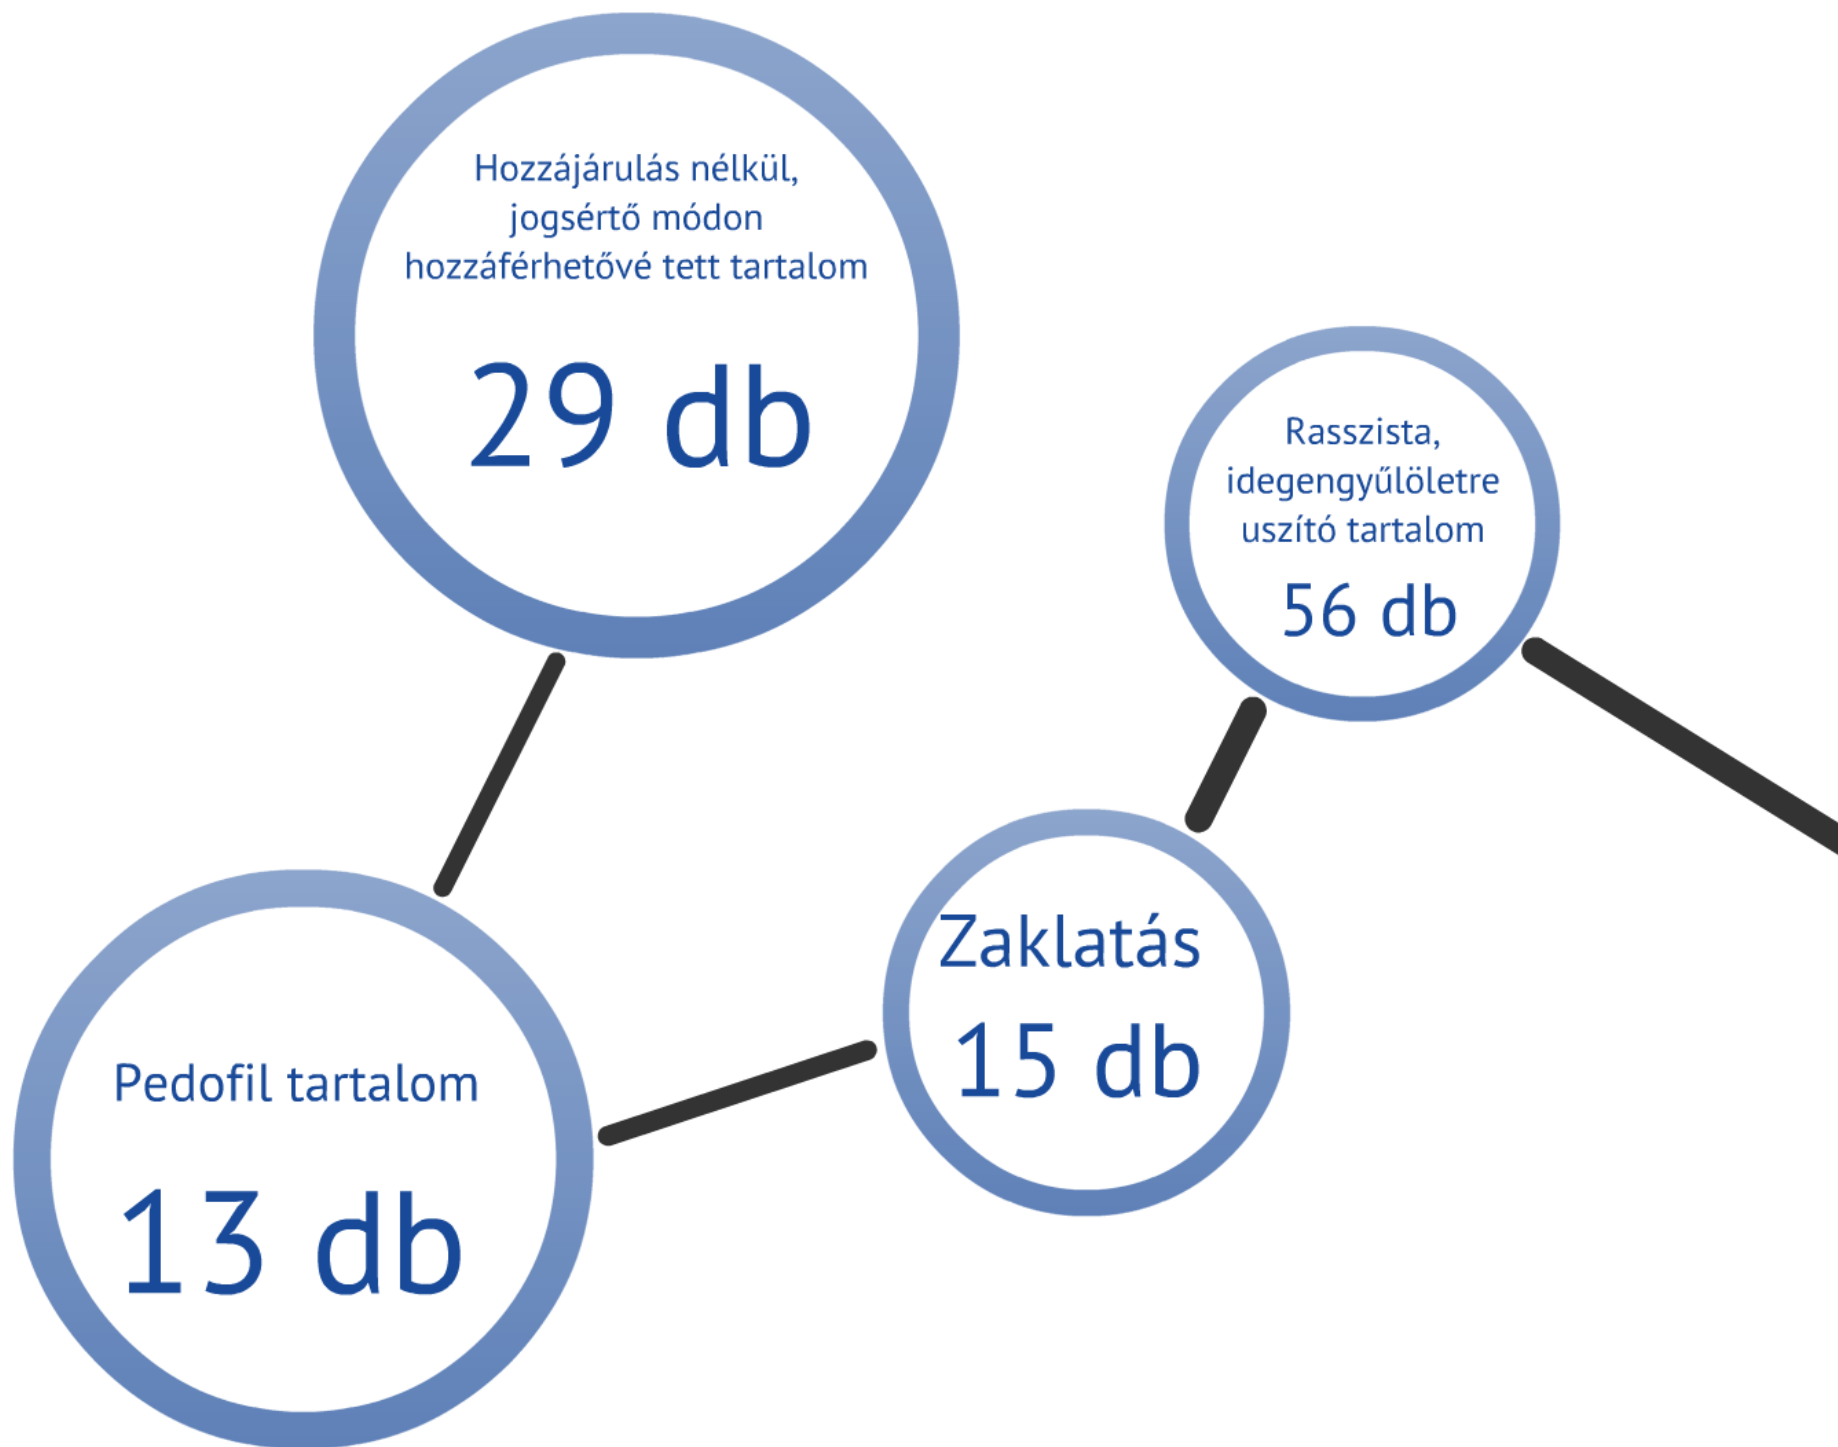 Hozzájárulás nélkül,
jogsértő módon
hozzáférhetővé tett tartalom
29 db
Rasszista,
idegengyűlöletre
uszító tartalom
56 db
Zaklatás
15 db
Pedofil tartalom
13 db